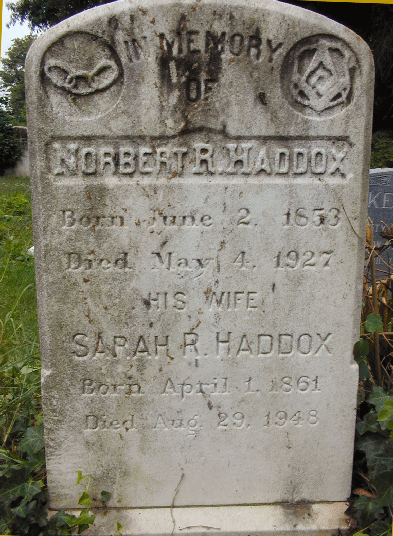 IN MEMORY
OF
NORBERT R. HADDOX
Born June 2, 1853
Died May 4, 1927
HIS WIFE
SARAH R. HADDOX
Born April 1, 1861
Died Aug. 29, 1948
KE